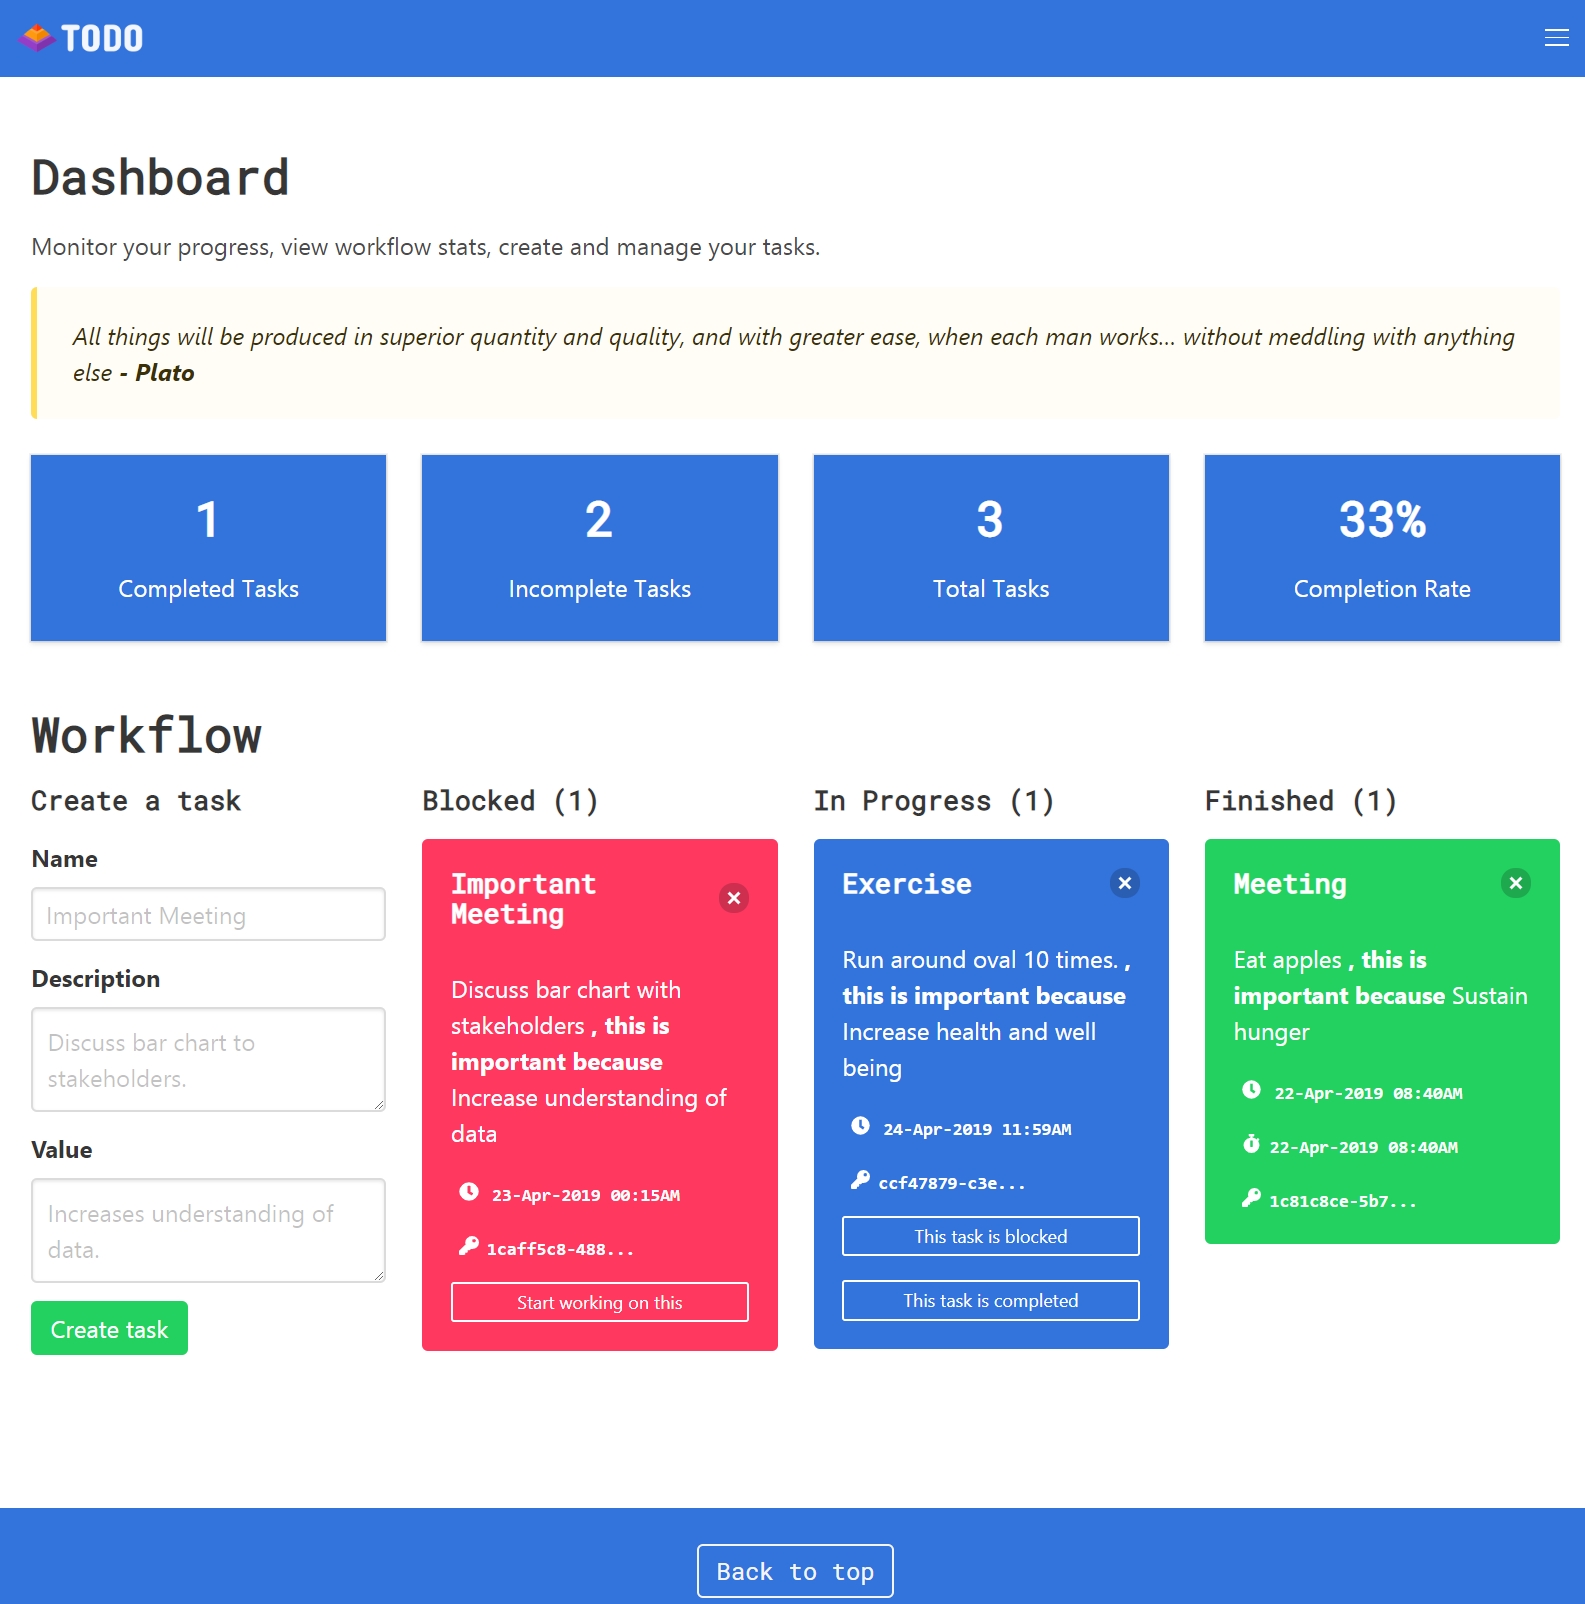 TODO
Dashboard
Monitor your progress, view workflow stats, create and manage your tasks.
All things will be produced in superior quantity and quality, and with greater ease, when each man works... without meddling with anything
else - Plato
1
Completed Tasks
2
Incomplete Tasks
3
Total Tasks
33%
Completion Rate
Workflow
Create a task
Name
Important Meeting
Description
Discuss bar chart to
stakeholders.
Value
Increases understanding of
data.
Create task
Blocked (1)
Important
Meeting
Discuss bar chart with
stakeholders , this is
important because
Increase understanding of
data
23-Apr-2019 00:15AM
1caff5c8-488...
Start working on this
In Progress (1)
Exercise
Run around oval 10 times. ,
this is important because
Increase health and well
being
24-Apr-2019 11:59AM
ccf47879-c3e...
This task is blocked
This task is completed
Finished (1)
Meeting
Eat apples , this is
important because Sustain
hunger
22-Apr-2019 08:40AM
22-Apr-2019 08:40AM
1c81c8ce-5b7...
Back to top